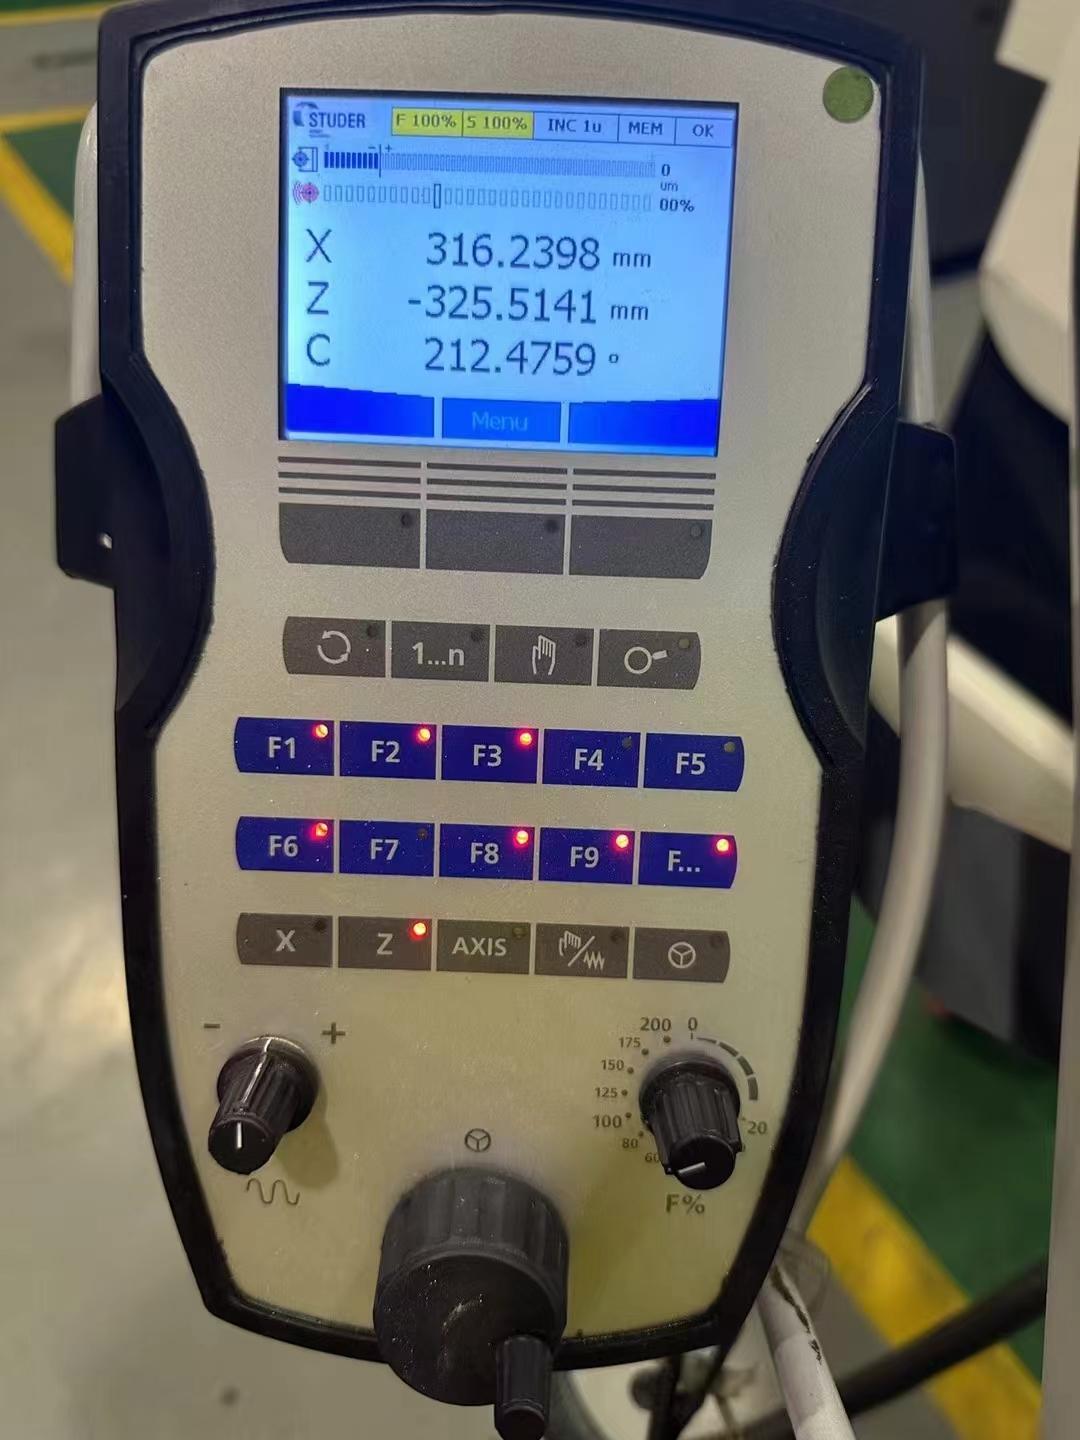 STUDER F 100% S 100% INC 1u MEM OK
- +
0
um
00%
X 316.2398 mm
Z -325.5141 mm
C 212.4759 °
Menu
1...n
F1 F2 F3 F4 F5
F6 F7 F8 F9 F...
X Z AXIS
- +
200 0
175
150
125
100
80
60
20
F%